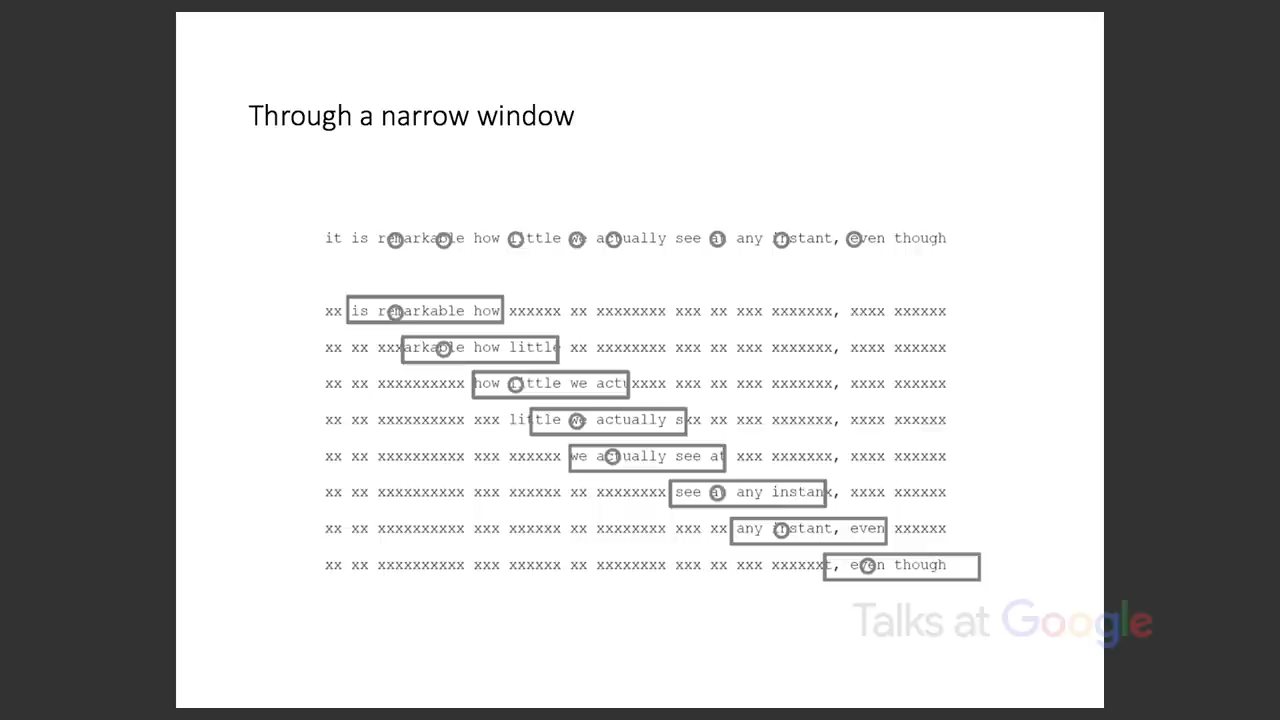 Through a narrow window
it is remarkable how little we actually see at any instant, even though
xx is remarkable how xxxxxx xx xxxxxxxx xxx xx xxx xxxxxxx, xxxx xxxxxx
xx xx xxxarkable how little xx xxxxxxxx xxx xx xxx xxxxxxx, xxxx xxxxxx
xx xx xxxxxxxxxx how little we actuxxxx xxx xx xxx xxxxxxx, xxxx xxxxxx
xx xx xxxxxxxxxx xxx little we actually sxx xx xxx xxxxxxx, xxxx xxxxxx
xx xx xxxxxxxxxx xxx xxxxxx we actually see at xxx xxxxxxx, xxxx xxxxxx
xx xx xxxxxxxxxx xxx xxxxxx xx xxxxxxxx see at any instanx, xxxx xxxxxx
xx xx xxxxxxxxxx xxx xxxxxx xx xxxxxxxx xxx xx any instant, even xxxxxx
xx xx xxxxxxxxxx xxx xxxxxx xx xxxxxxxx xxx xx xxx xxxxxxt, even though
Talks at Google